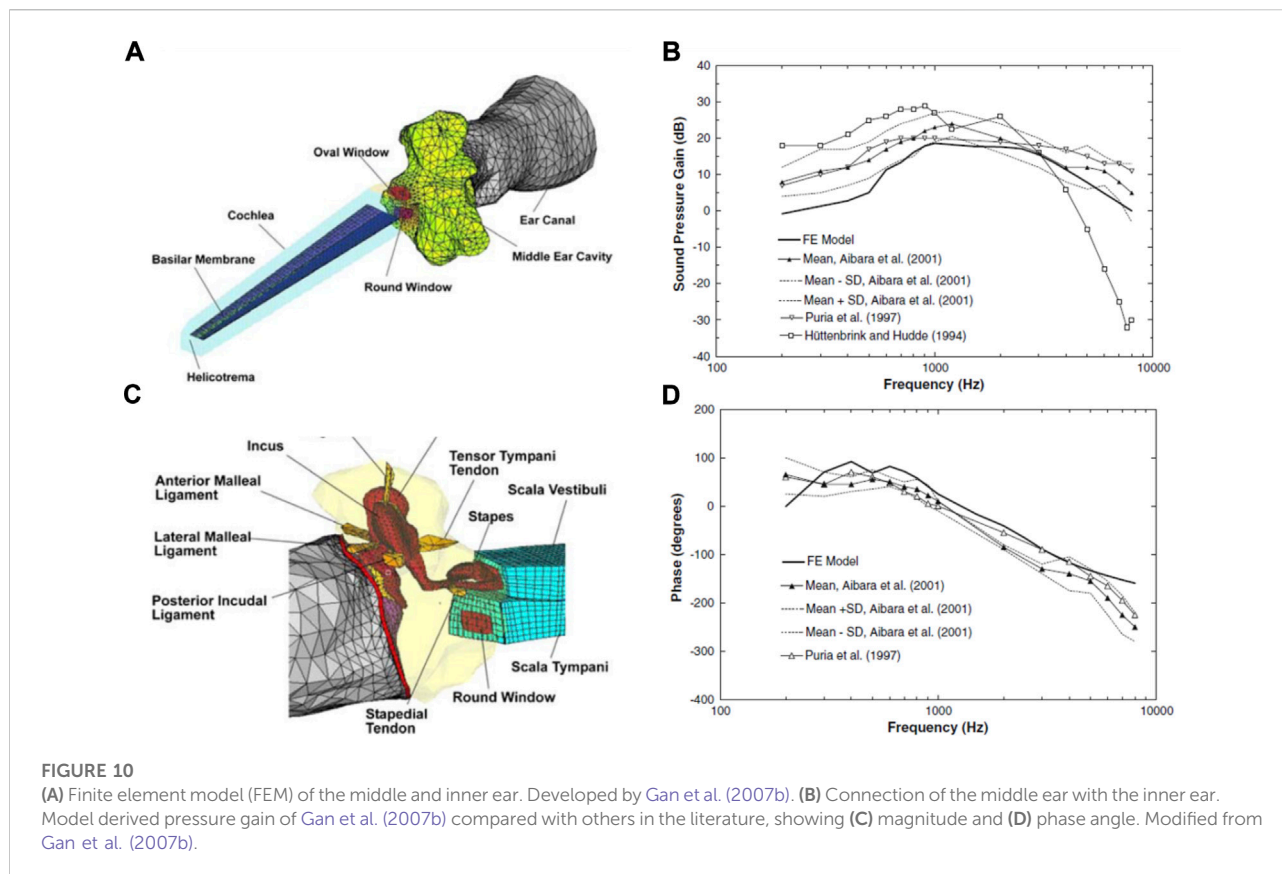 A
Oval Window
Cochlea
Basilar Membrane
Ear Canal
Middle Ear Cavity
Round Window
Helicotrema
B
Sound Pressure Gain (dB)
40
30
20
10
0
-10
-20
-30
-40
FE Model
Mean, Aibara et al. (2001)
Mean - SD, Aibara et al. (2001)
Mean + SD, Aibara et al. (2001)
Puria et al. (1997)
Hüttenbrink and Hudde (1994)
100
1000
10000
Frequency (Hz)
C
Incus
Tensor Tympani
Tendon
Anterior Malleal
Ligament
Scala Vestibuli
Stapes
Lateral Malleal
Ligament
Posterior Incudal
Ligament
Scala Tympani
Round Window
Stapedial
Tendon
D
Phase (degrees)
200
100
0
-100
-200
-300
-400
FE Model
Mean, Aibara et al. (2001)
Mean +SD, Aibara et al. (2001)
Mean - SD, Aibara et al. (2001)
Puria et al. (1997)
100
1000
10000
Frequency (Hz)
FIGURE 10
(A) Finite element model (FEM) of the middle and inner ear. Developed by Gan et al. (2007b). (B) Connection of the middle ear with the inner ear.
Model derived pressure gain of Gan et al. (2007b) compared with others in the literature, showing (C) magnitude and (D) phase angle. Modified from
Gan et al. (2007b).